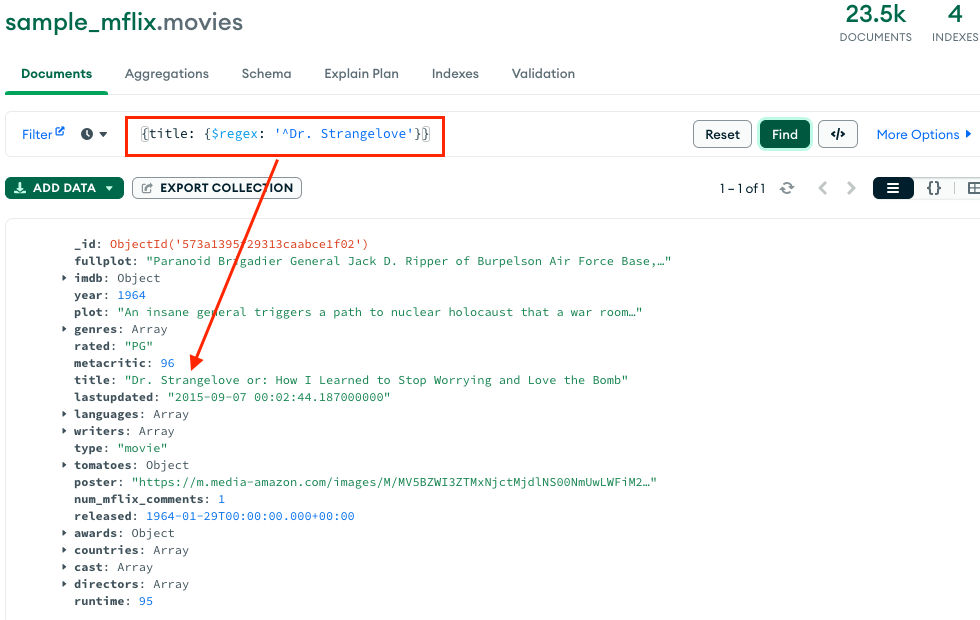 sample_mflix.movies
23.5k 4
DOCUMENTS INDEXES
Documents Aggregations Schema Explain Plan Indexes Validation
Filter {title: {$regex: '^Dr. Strangelove'}} Reset Find </> More Options
ADD DATA EXPORT COLLECTION 1 – 1 of 1 {}
_id: ObjectId('573a1395f29313caabce1f02')
fullplot: "Paranoid Brigadier General Jack D. Ripper of Burpelson Air Force Base,…"
imdb: Object
year: 1964
plot: "An insane general triggers a path to nuclear holocaust that a war room…"
genres: Array
rated: "PG"
metacritic: 96
title: "Dr. Strangelove or: How I Learned to Stop Worrying and Love the Bomb"
lastupdated: "2015-09-07 00:02:44.187000000"
languages: Array
writers: Array
type: "movie"
tomatoes: Object
poster: "https://m.media-amazon.com/images/M/MV5BZWI3ZTMxNjctMjdlNS00NmUwLWFiM2…"
num_mflix_comments: 1
released: 1964-01-29T00:00:00.000+00:00
awards: Object
countries: Array
cast: Array
directors: Array
runtime: 95